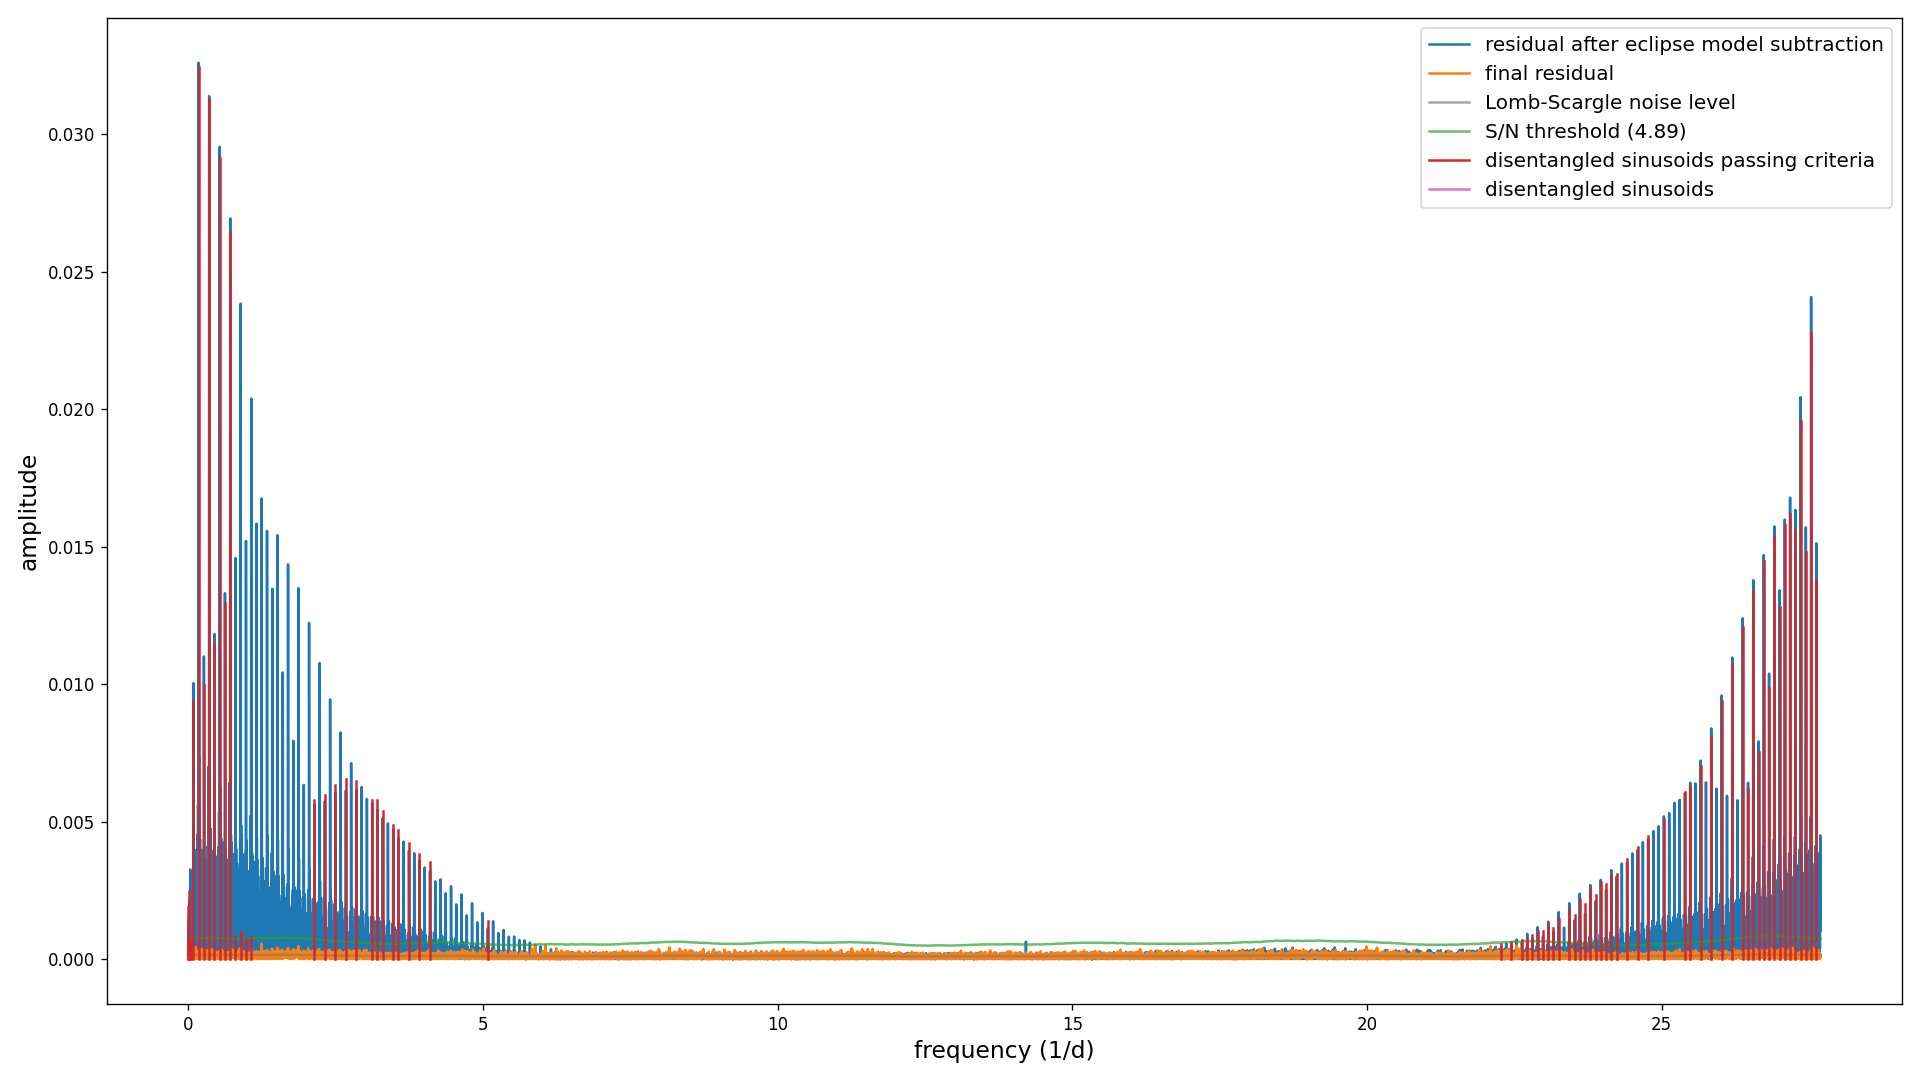 residual after eclipse model subtraction
final residual
Lomb-Scargle noise level
S/N threshold (4.89)
disentangled sinusoids passing criteria
disentangled sinusoids
0.030
0.025
0.020
0.015
0.010
0.005
0.000
amplitude
0 5 10 15 20 25
frequency (1/d)